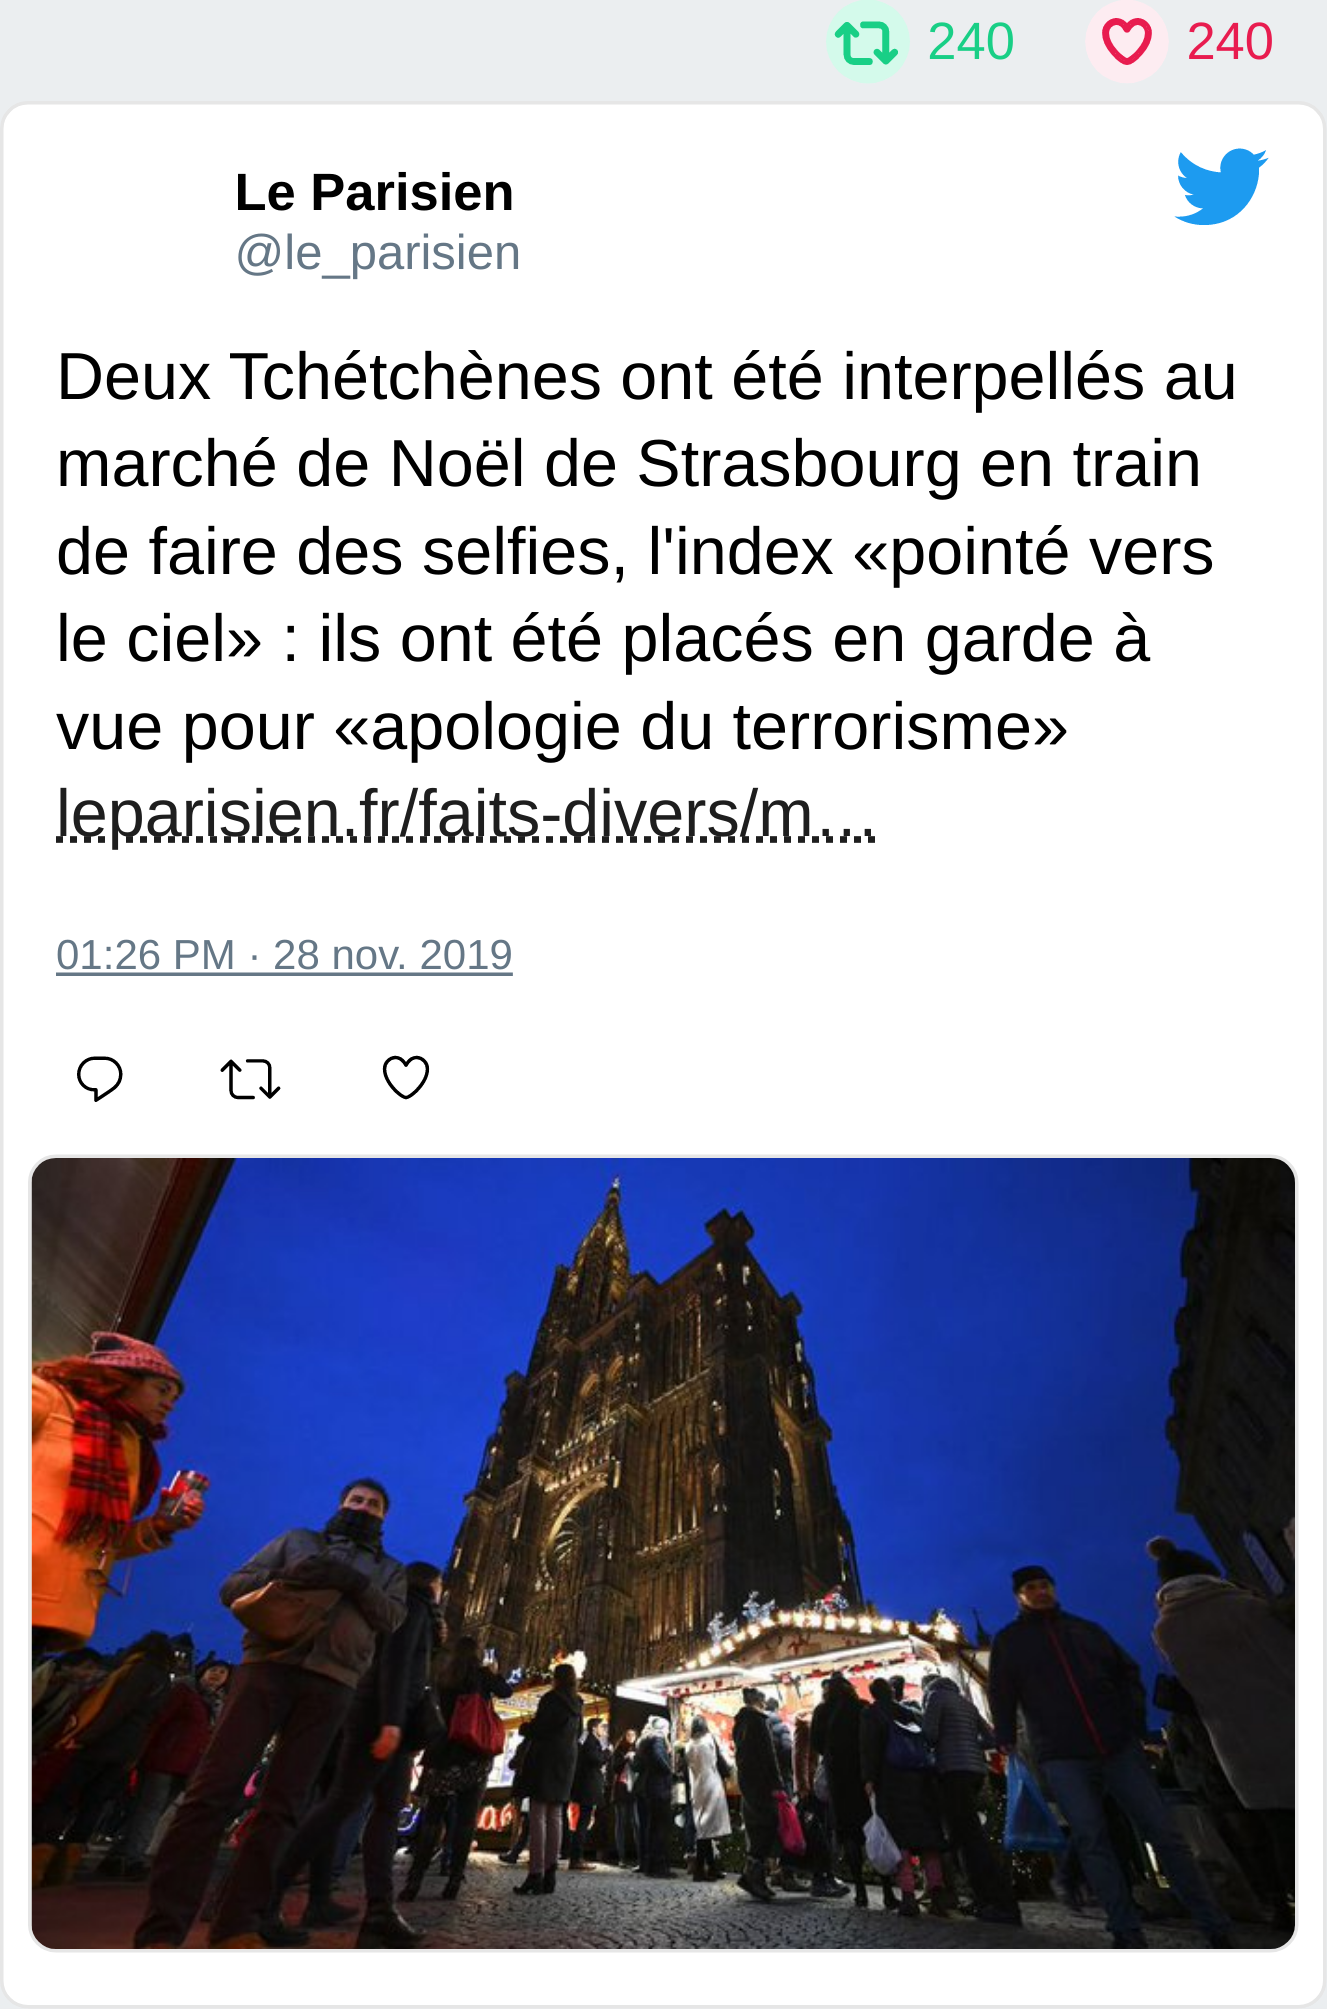 240 240
Le Parisien
@le_parisien
Deux Tchétchènes ont été interpellés au
marché de Noël de Strasbourg en train
de faire des selfies, l'index «pointé vers
le ciel» : ils ont été placés en garde à
vue pour «apologie du terrorisme»
leparisien.fr/faits-divers/m…
01:26 PM · 28 nov. 2019